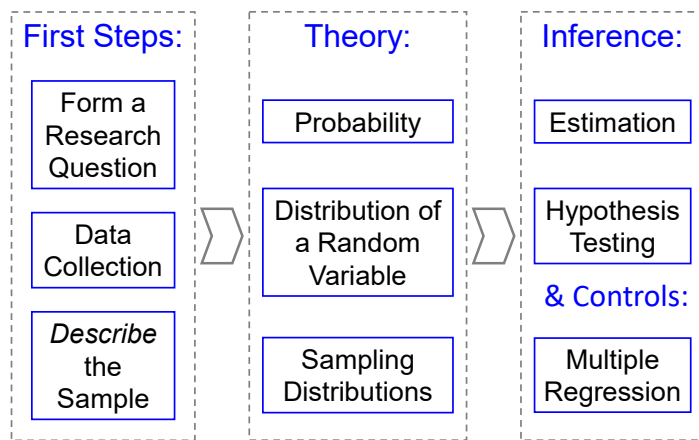 First Steps:
Form a
Research
Question
Data
Collection
Describe
the
Sample
Theory:
Probability
Distribution of
a Random
Variable
Sampling
Distributions
Inference:
Estimation
Hypothesis
Testing
& Controls:
Multiple
Regression